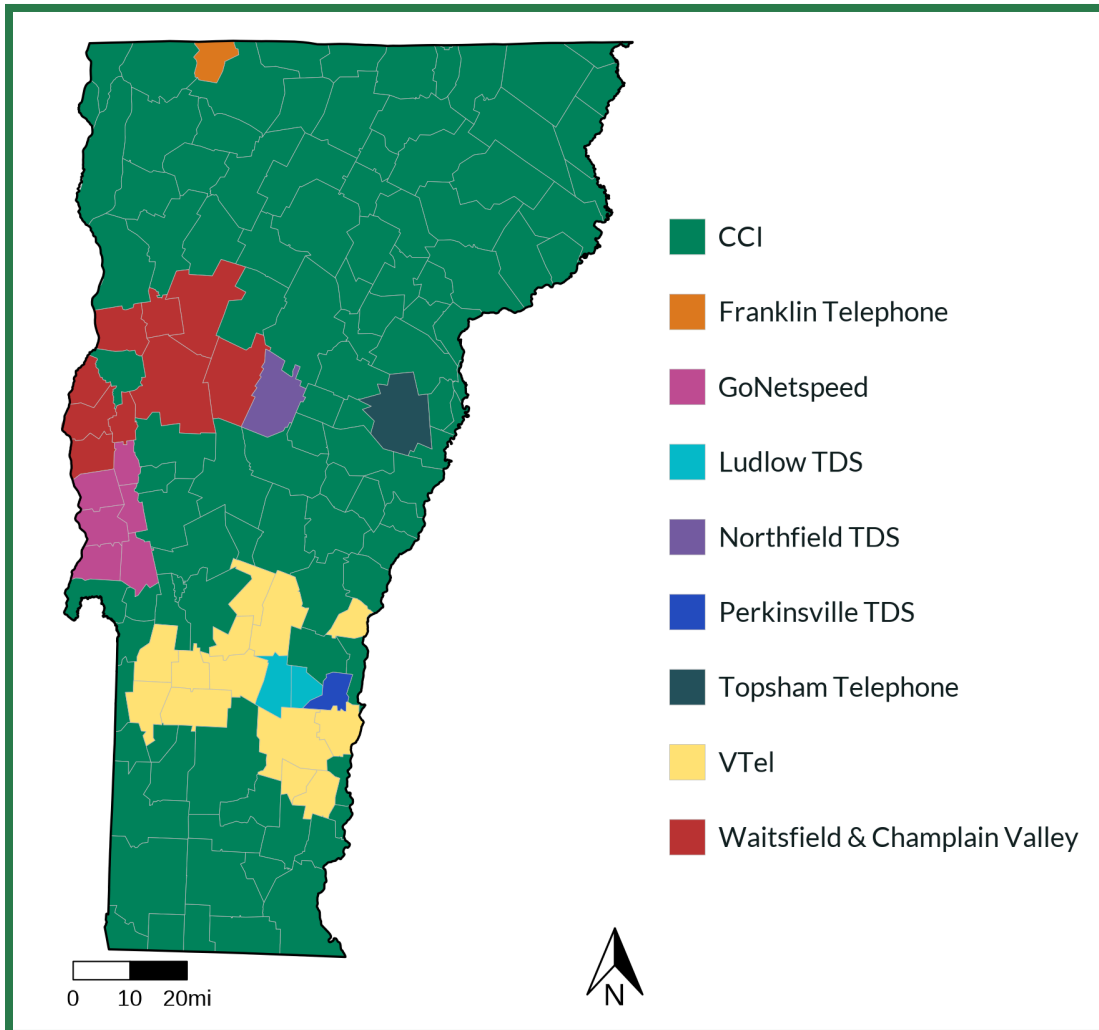 CCI
Franklin Telephone
GoNetspeed
Ludlow TDS
Northfield TDS
Perkinsville TDS
Topsham Telephone
VTel
Waitsfield & Champlain Valley
0 10 20mi
N